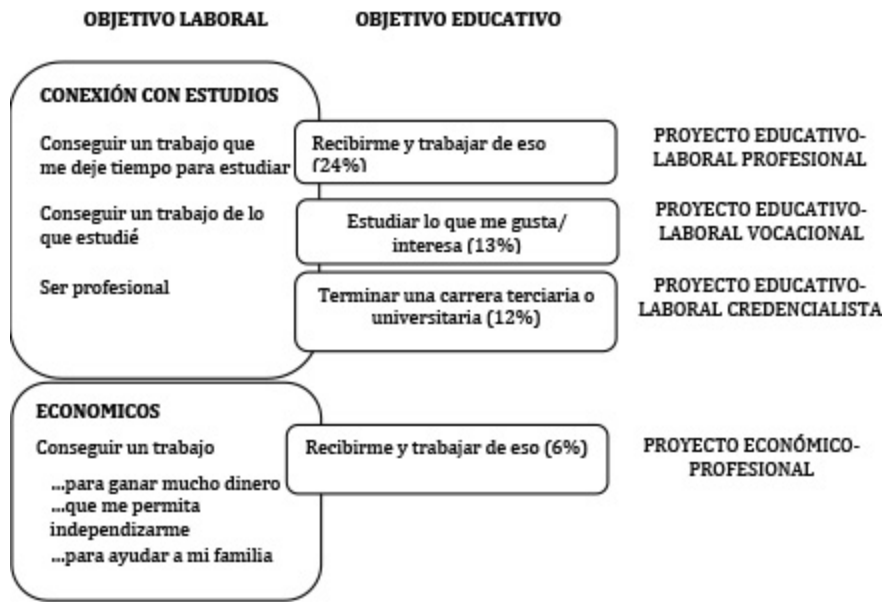 OBJETIVO LABORAL
OBJETIVO EDUCATIVO
CONEXIÓN CON ESTUDIOS
Conseguir un trabajo que
me deje tiempo para estudiar
Recibirme y trabajar de eso
(24%)
PROYECTO EDUCATIVO-
LABORAL PROFESIONAL
Conseguir un trabajo de lo
que estudié
Estudiar lo que me gusta/
interesa (13%)
PROYECTO EDUCATIVO-
LABORAL VOCACIONAL
Ser profesional
Terminar una carrera terciaria o
universitaria (12%)
PROYECTO EDUCATIVO-
LABORAL CREDENCIALISTA
ECONOMICOS
Conseguir un trabajo
...para ganar mucho dinero
...que me permita
independizarme
...para ayudar a mi familia
Recibirme y trabajar de eso (6%)
PROYECTO ECONÓMICO-
PROFESIONAL